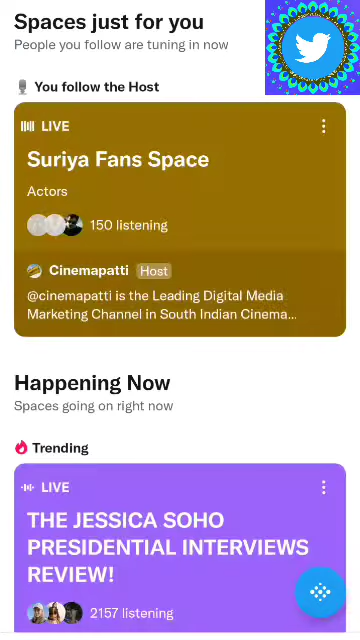 Spaces just for you
People you follow are tuning in now
You follow the Host
LIVE
Suriya Fans Space
Actors
150 listening
Cinemapatti Host
@cinemapatti is the Leading Digital Media
Marketing Channel in South Indian Cinema...
Happening Now
Spaces going on right now
Trending
LIVE
THE JESSICA SOHO
PRESIDENTIAL INTERVIEWS
REVIEW!
2157 listening